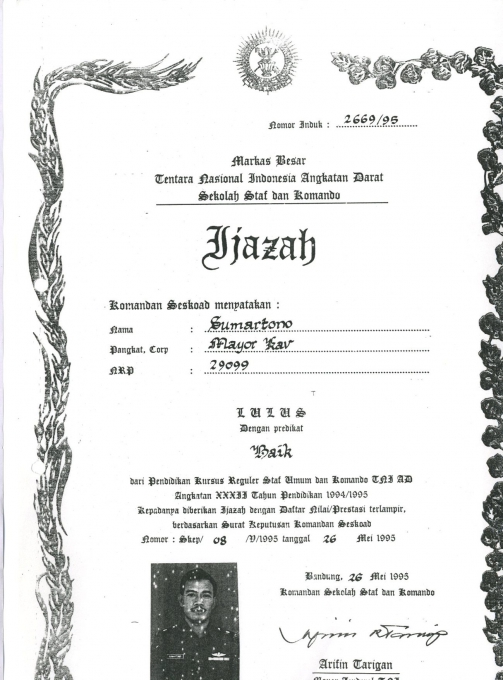 Nomor Induk : 2669/95
Markas Besar
Tentara Nasional Indonesia Angkatan Darat
Sekolah Staf dan Komando
Ijazah
Komandan Seskoad menyatakan :
Nama : Sumartono
Pangkat, Corp : Mayor Kav
NRP : 29099
LULUS
Dengan predikat
Baik
dari Pendidikan Kursus Reguler Staf Umum dan Komando TNI AD
Angkatan XXXII Tahun Pendidikan 1994/1995
Kepadanya diberikan Ijazah dengan Daftar Nilai/Prestasi terlampir,
berdasarkan Surat Keputusan Komandan Seskoad
Nomor : Skep/ 08 /V/1995 tanggal 26 Mei 1995
Bandung, 26 Mei 1995
Komandan Sekolah Staf dan Komando
Arifin Tarigan